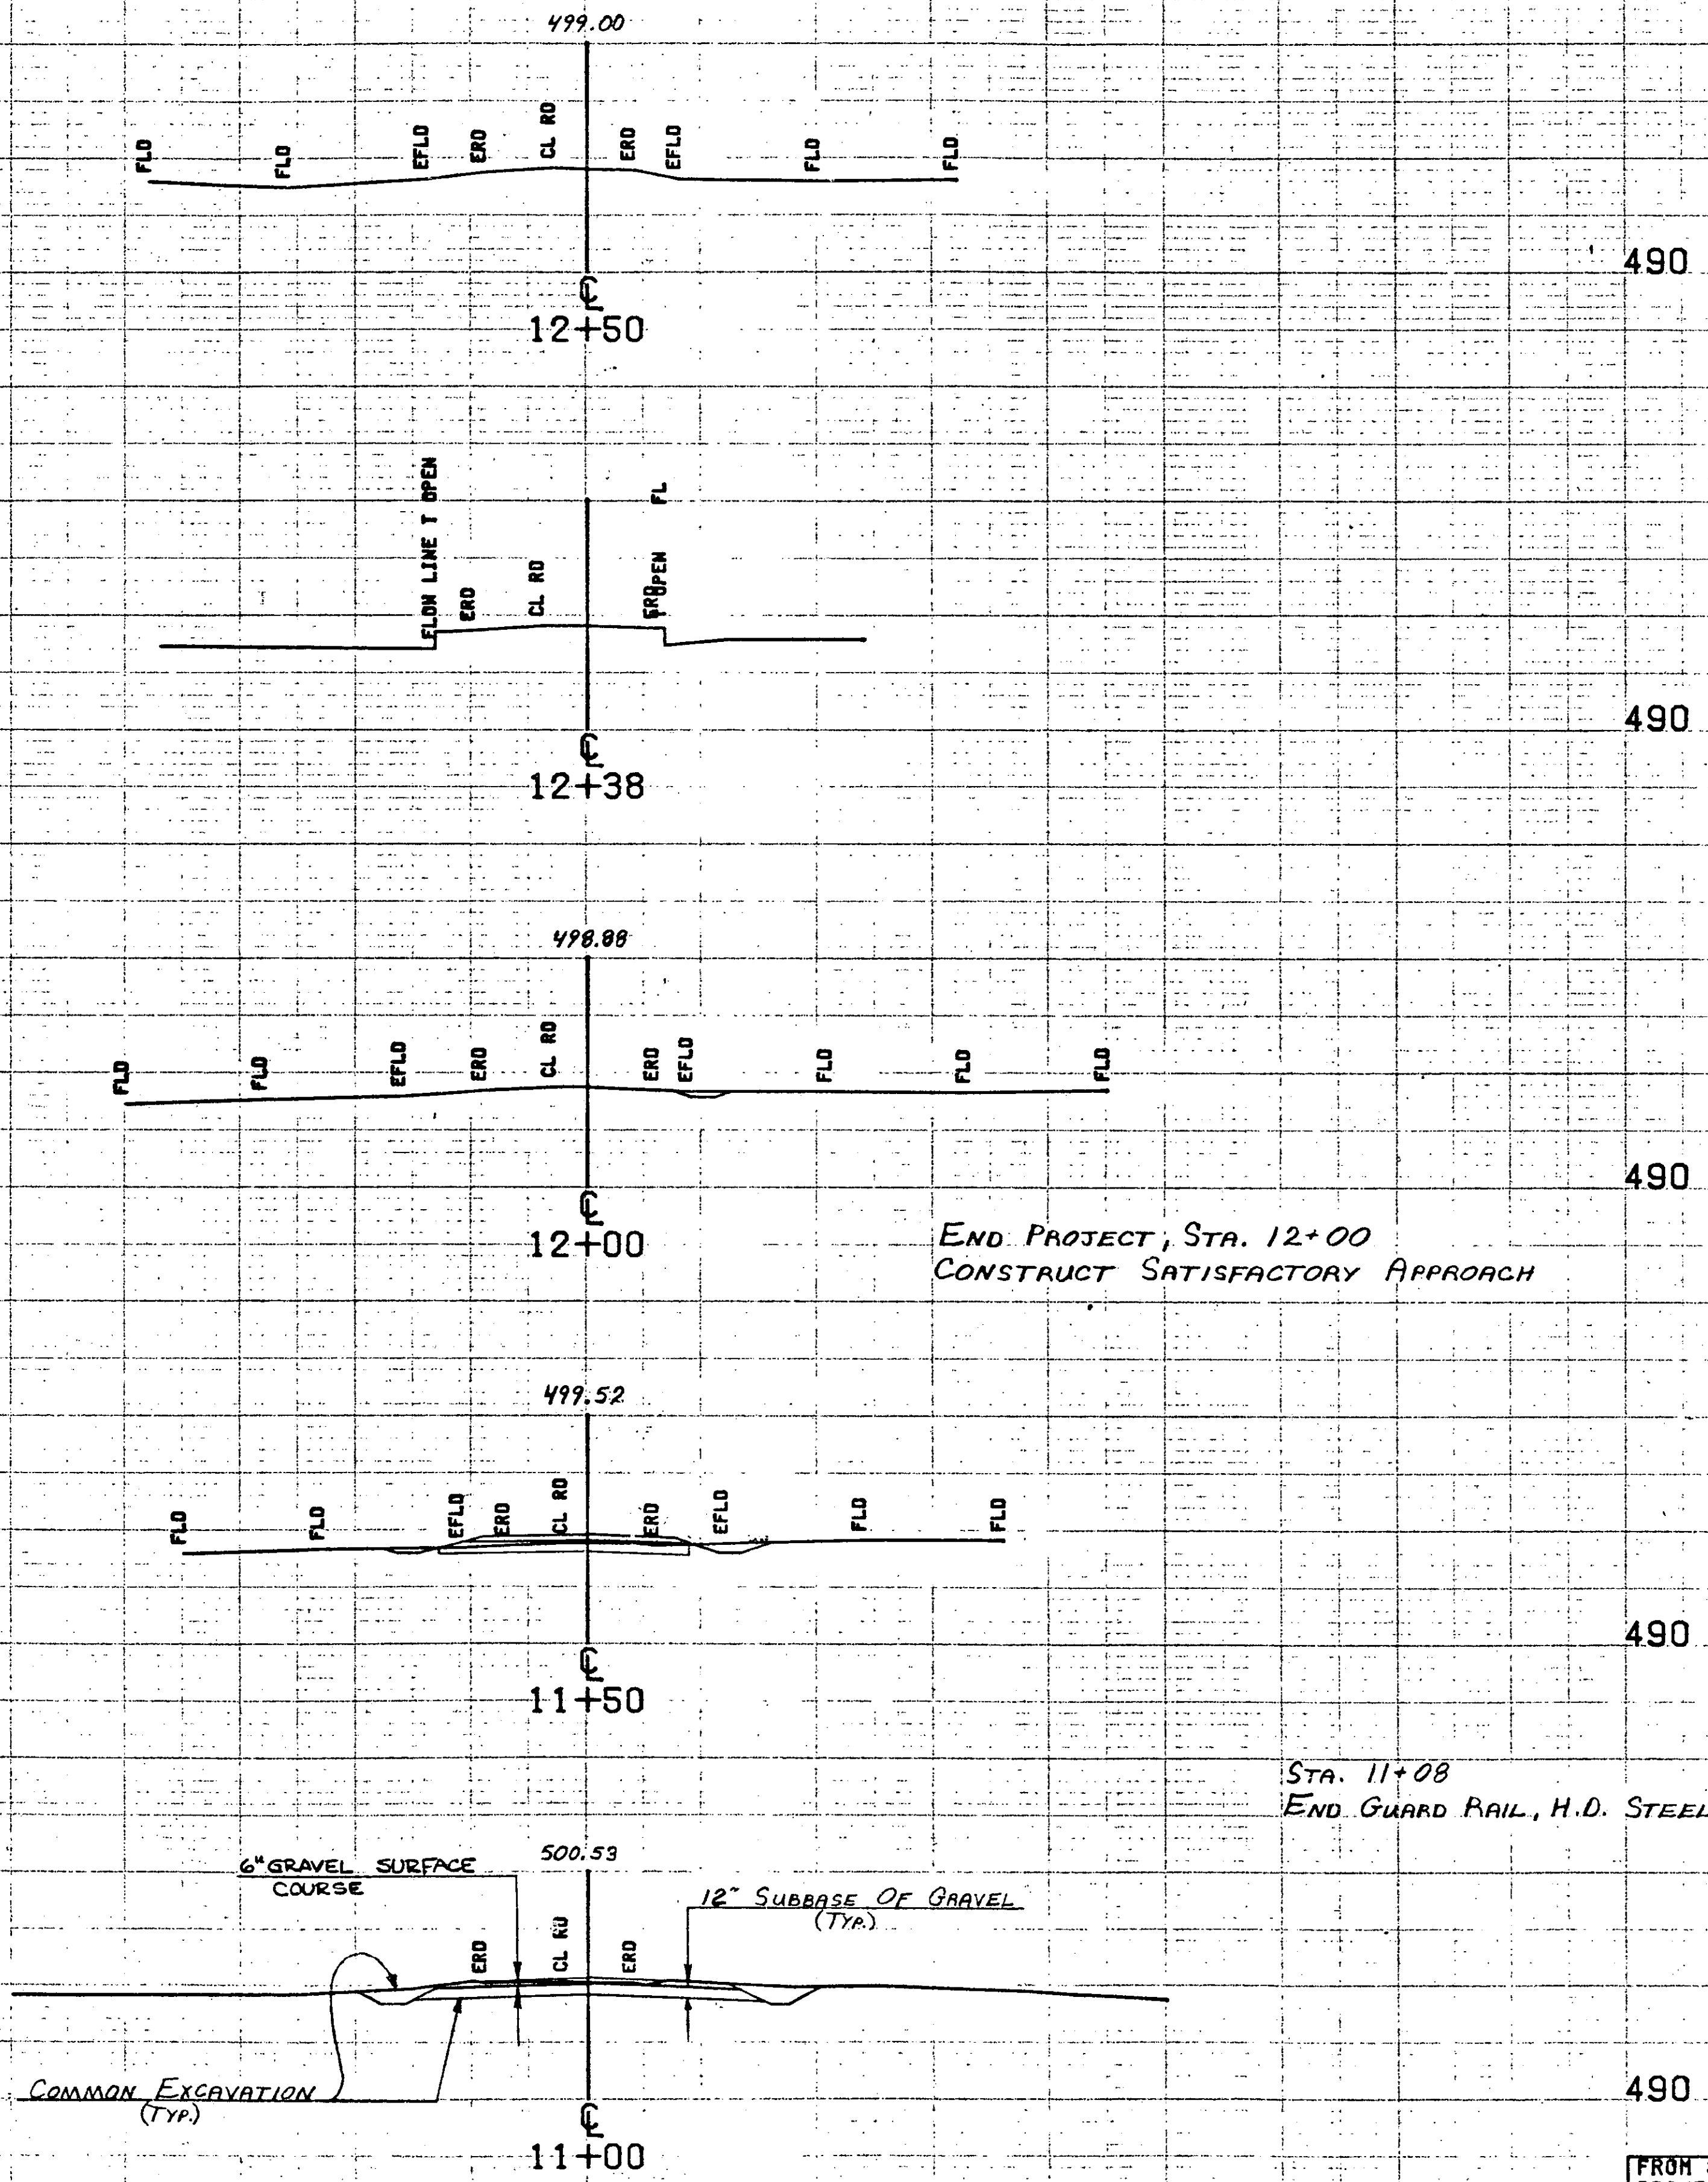 499.00
FLD FLD EFLD ERD CL RD ERD EFLD FLD FLD
490
℄
12+50
FLDN LINE T OPEN ERD CL RD ERD T OPEN FL
490
℄
12+38
498.88
FLD FLD EFLD ERD CL RD ERD EFLD FLD FLD FLD
490
℄
12+00
END PROJECT, STA. 12+00
CONSTRUCT SATISFACTORY APPROACH
499.52
FLD FLD EFLD ERD CL RD ERD EFLD FLD FLD
490
℄
11+50
STA. 11+08
END GUARD RAIL, H.D. STEEL
500.53
6" GRAVEL SURFACE
COURSE
12" SUBBASE OF GRAVEL
(TYP.)
ERD CL RD ERD
COMMON EXCAVATION
(TYP.)
490
℄
11+00
FROM